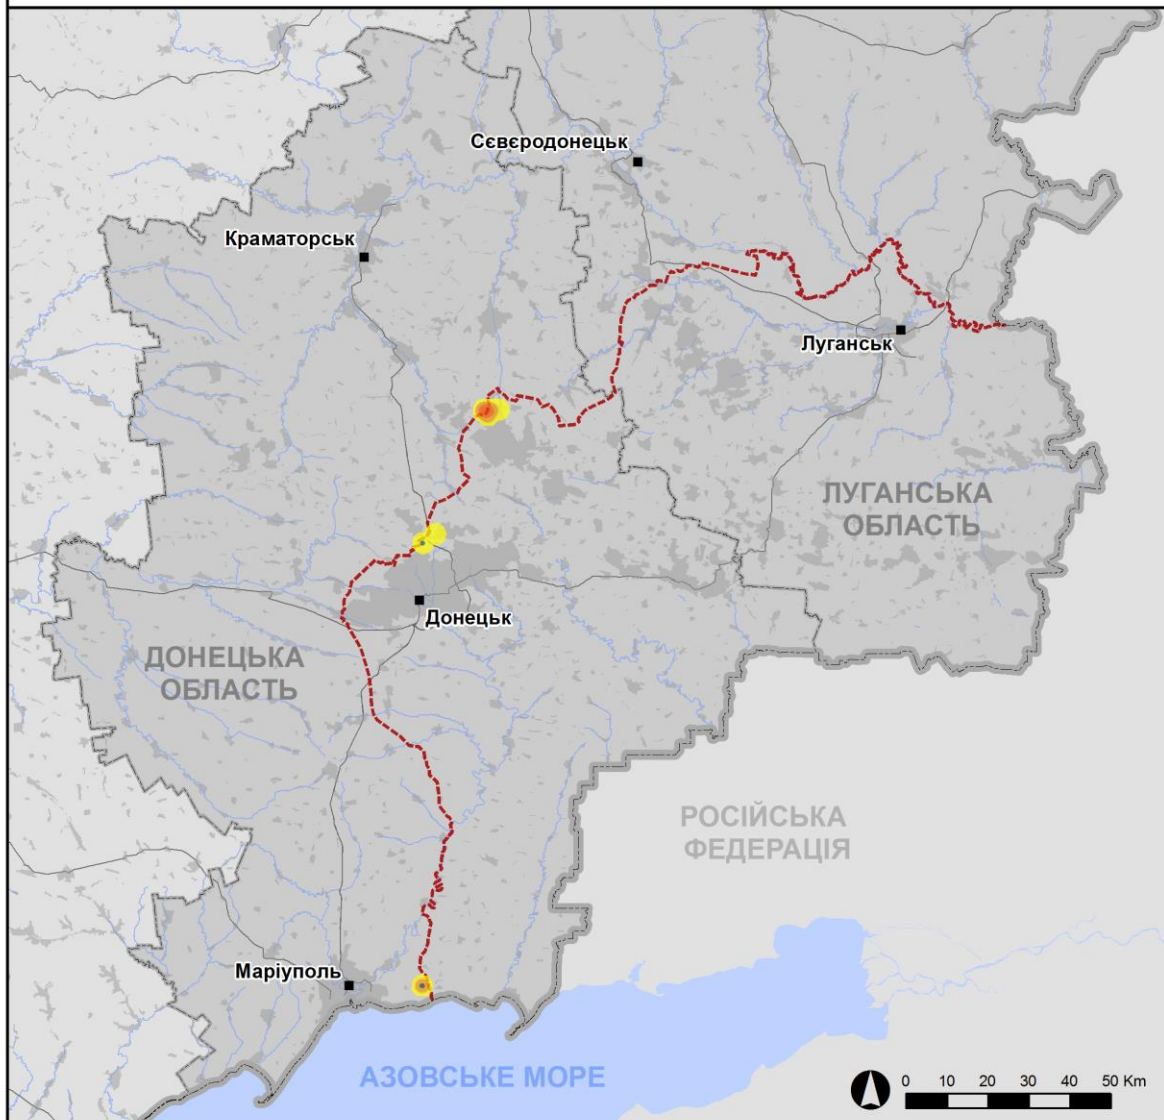 Сєвєродонецьк
Краматорськ
Луганськ
ЛУГАНСЬКА
ОБЛАСТЬ
Донецьк
ДОНЕЦЬКА
ОБЛАСТЬ
РОСІЙСЬКА
ФЕДЕРАЦІЯ
Маріуполь
АЗОВСЬКЕ МОРЕ
0 10 20 30 40 50 Km